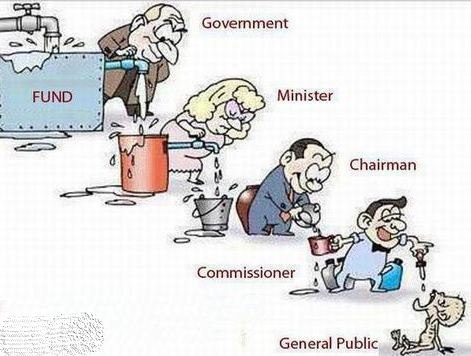 Government
FUND
Minister
Chairman
Commissioner
General Public